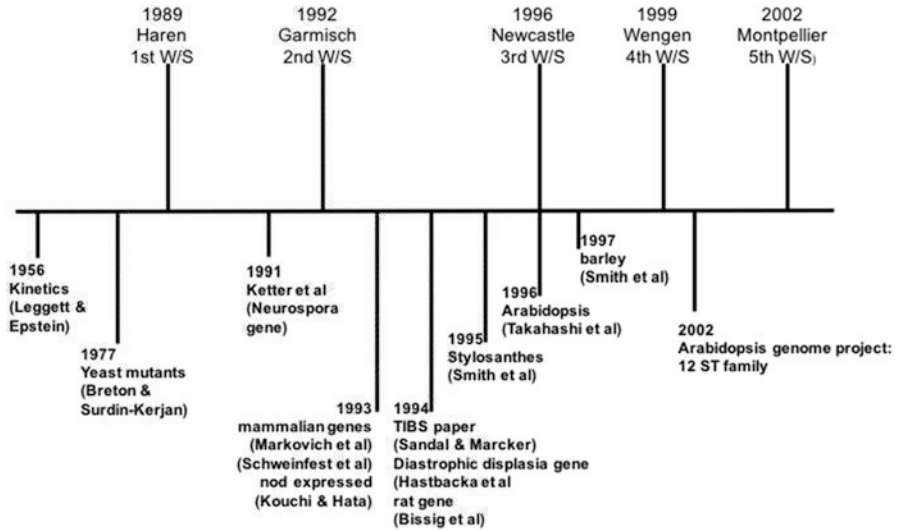 1989
Haren
1st W/S
1992
Garmisch
2nd W/S
1996
Newcastle
3rd W/S
1999
Wengen
4th W/S
2002
Montpellier
5th W/S)
1956
Kinetics
(Leggett &
Epstein)
1977
Yeast mutants
(Breton &
Surdin-Kerjan)
1991
Ketter et al
(Neurospora
gene)
1993
mammalian genes
(Markovich et al)
(Schweinfest et al)
nod expressed
(Kouchi & Hata)
1994
TIBS paper
(Sandal & Marcker)
Diastrophic displasia gene
(Hastbacka et al
rat gene
(Bissig et al)
1995
Stylosanthes
(Smith et al)
1996
Arabidopsis
(Takahashi et al)
1997
barley
(Smith et al)
2002
Arabidopsis genome project:
12 ST family